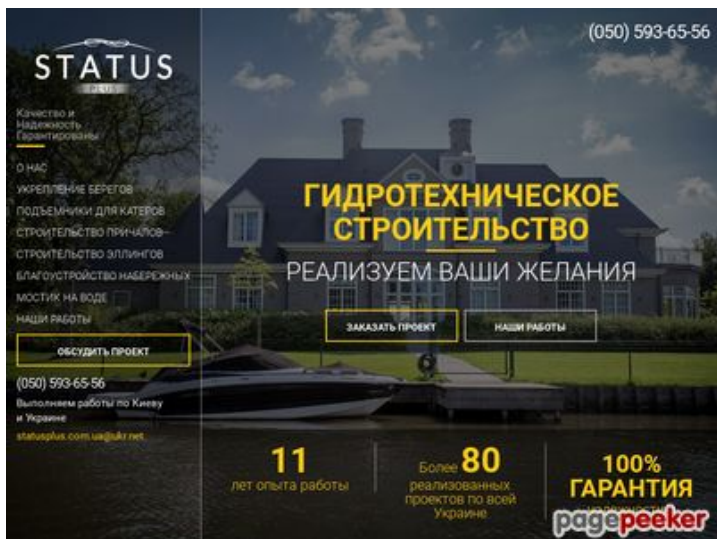 STATUS
PLUS
Качество и
Надежность
Гарантированы
О НАС
УКРЕПЛЕНИЕ БЕРЕГОВ
ПОДЪЕМНИКИ ДЛЯ КАТЕРОВ
СТРОИТЕЛЬСТВО ПРИЧАЛОВ
СТРОИТЕЛЬСТВО ЭЛЛИНГОВ
БЛАГОУСТРОЙСТВО НАБЕРЕЖНЫХ
МОСТИК НА ВОДЕ
НАШИ РАБОТЫ
ОБСУДИТЬ ПРОЕКТ
(050) 593-65-56
Выполняем работы по Киеву
и Украине
statusplus.com.ua@ukr.net
(050) 593-65-56
ГИДРОТЕХНИЧЕСКОЕ
СТРОИТЕЛЬСТВО
РЕАЛИЗУЕМ ВАШИ ЖЕЛАНИЯ
ЗАКАЗАТЬ ПРОЕКТ
НАШИ РАБОТЫ
11
лет опыта работы
Более 80
реализованных
проектов по всей
Украине
100%
ГАРАНТИЯ
pagepeeker